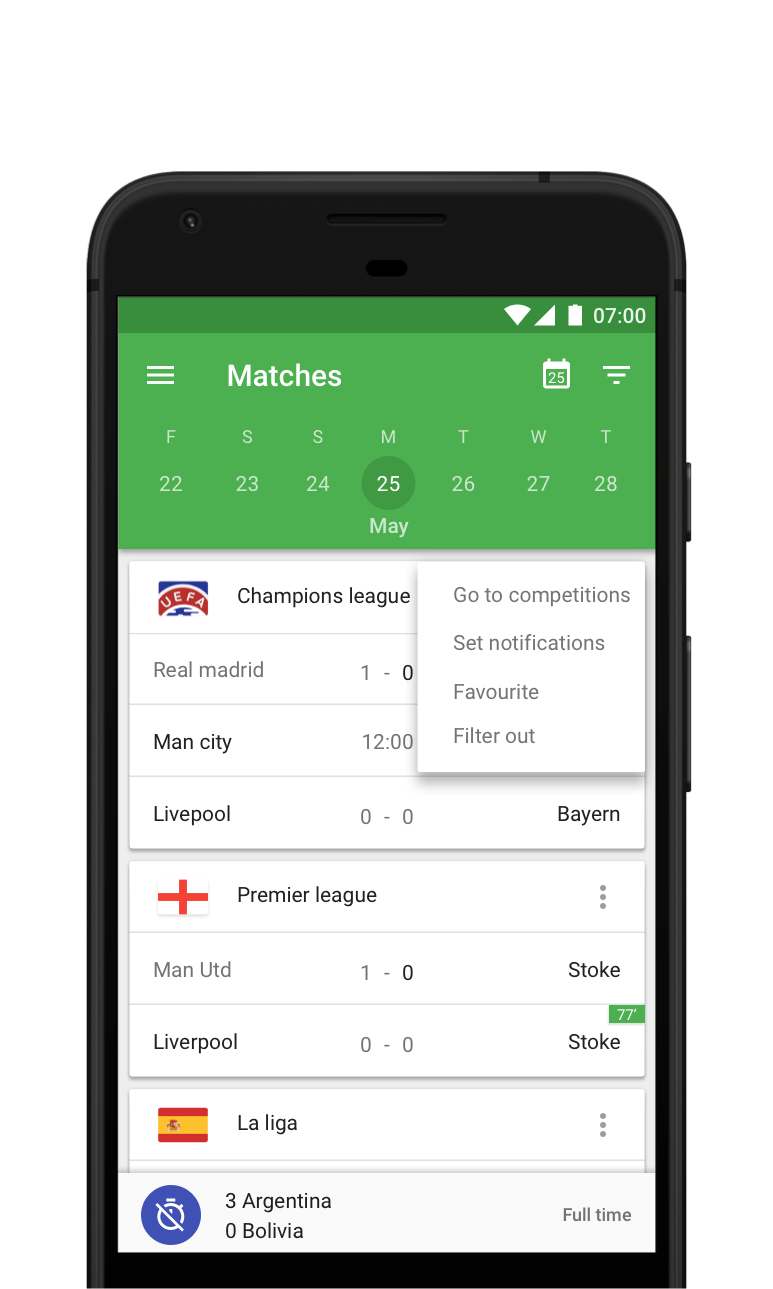 07:00
Matches
25
F S S M T W T
22 23 24 25 26 27 28
May
UEFA
Champions league
Go to competitions
Set notifications
Favourite
Filter out
Real madrid 1 - 0
Man city 12:00
Livepool 0 - 0 Bayern
Premier league
Man Utd 1 - 0 Stoke
77'
Liverpool 0 - 0 Stoke
La liga
3 Argentina
0 Bolivia
Full time